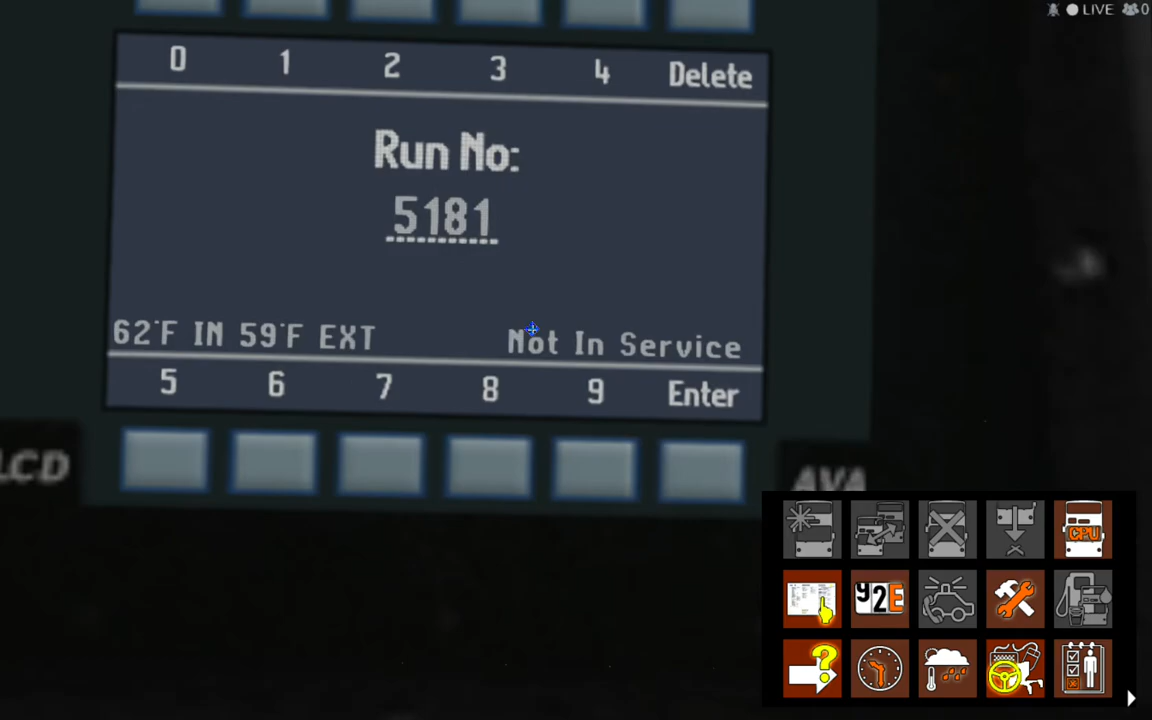 LIVE 0
0 1 2 3 4 Delete
Run No:
5181
62°F IN 59°F EXT Not In Service
5 6 7 8 9 Enter
LCD AVA
CPU
92E
?